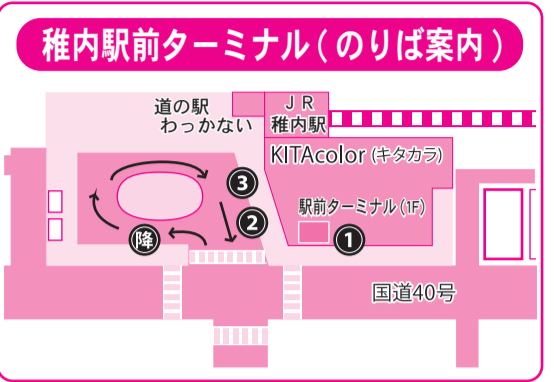 稚内駅前ターミナル(のりば案内)
道の駅
わっかない
JR
稚内駅
KITAcolor(キタカラ)
駅前ターミナル(1F)
3
2
1
降
国道40号